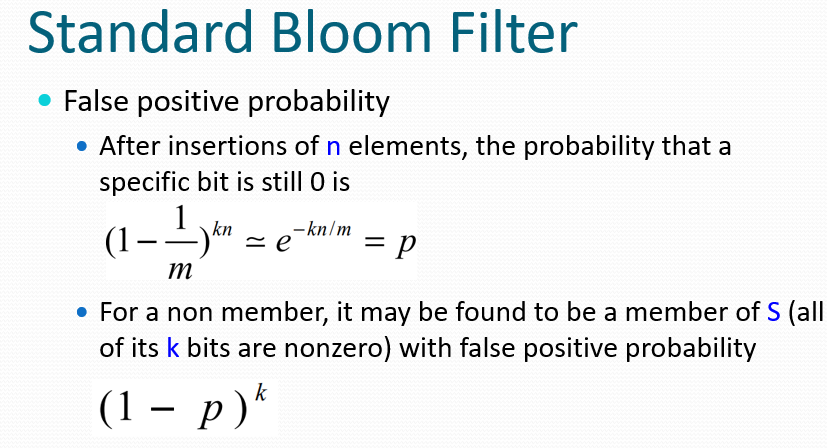 Standard Bloom Filter
• False positive probability
• After insertions of n elements, the probability that a
specific bit is still 0 is
(1 − 1/m)^{kn} ≃ e^{−kn/m} = p
• For a non member, it may be found to be a member of S (all
of its k bits are nonzero) with false positive probability
(1 − p)^k